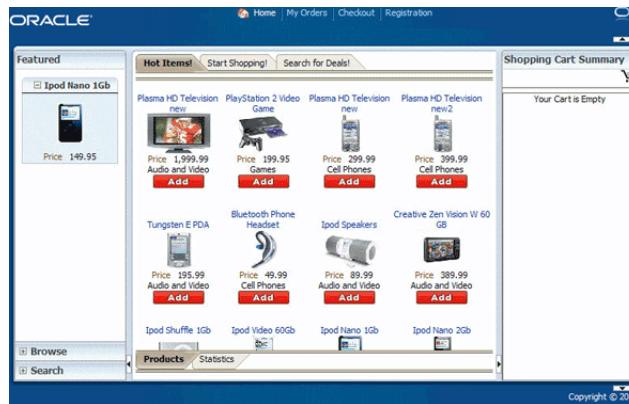 ORACLE
Home | My Orders | Checkout | Registration
Featured
Ipod Nano 1Gb
Price 149.95
Browse
Search
Hot Items! Start Shopping! Search for Deals!
Plasma HD Television PlayStation 2 Video Plasma HD Television Plasma HD Television
new Game new new2
Price 1,999.99 Price 199.95 Price 299.99 Price 399.99
Audio and Video Games Cell Phones Cell Phones
Add Add Add Add
Tungsten E PDA Bluetooth Phone Ipod Speakers Creative Zen Vision W 60
Headset GB
Price 195.99 Price 49.99 Price 89.99 Price 389.99
Audio and Video Cell Phones Audio and Video Audio and Video
Add Add Add Add
Ipod Shuffle 1Gb Ipod Video 60Gb Ipod Nano 1Gb Ipod Nano 2Gb
Products Statistics
Shopping Cart Summary
Your Cart is Empty
Copyright © 20